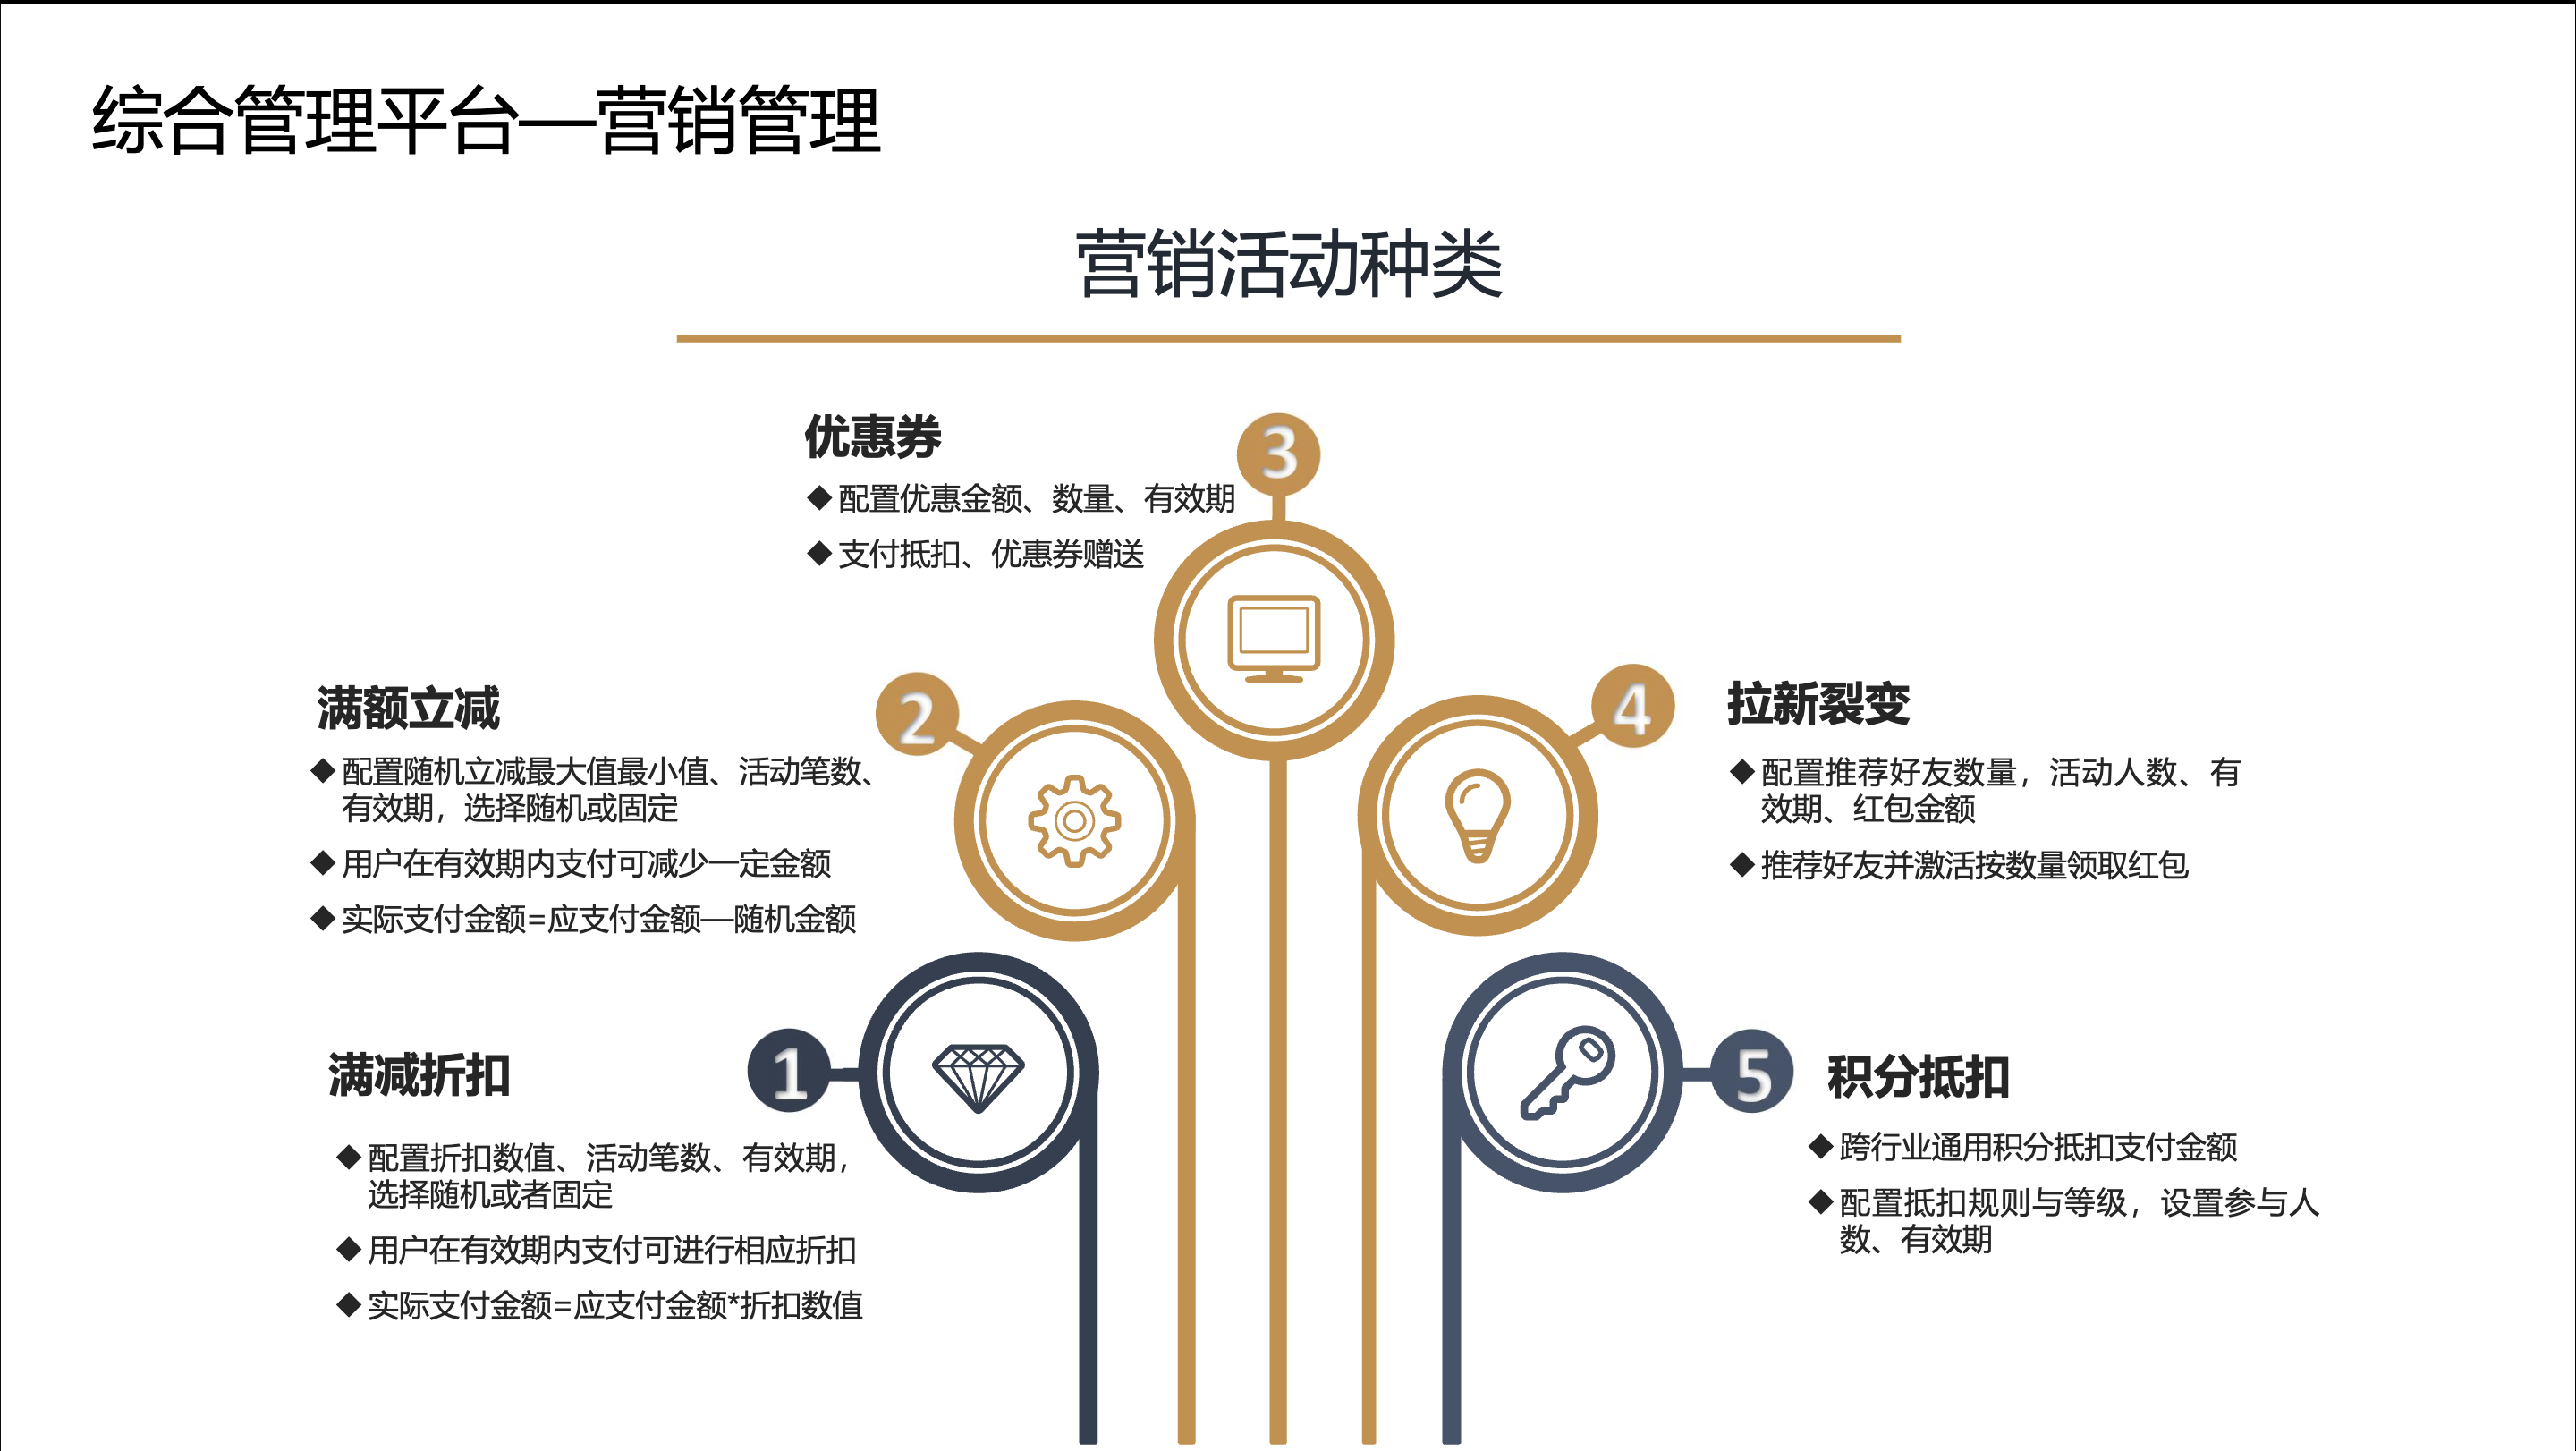 综合管理平台—营销管理
营销活动种类
优惠券
3
◆配置优惠金额、数量、有效期
◆支付抵扣、优惠券赠送
满额立减
2
◆配置随机立减最大值最小值、活动笔数、
有效期，选择随机或固定
◆用户在有效期内支付可减少一定金额
◆实际支付金额=应支付金额—随机金额
4
拉新裂变
◆配置推荐好友数量，活动人数、有
效期、红包金额
◆推荐好友并激活按数量领取红包
满减折扣
1
◆配置折扣数值、活动笔数、有效期，
选择随机或者固定
◆用户在有效期内支付可进行相应折扣
◆实际支付金额=应支付金额*折扣数值
5
积分抵扣
◆跨行业通用积分抵扣支付金额
◆配置抵扣规则与等级，设置参与人
数、有效期